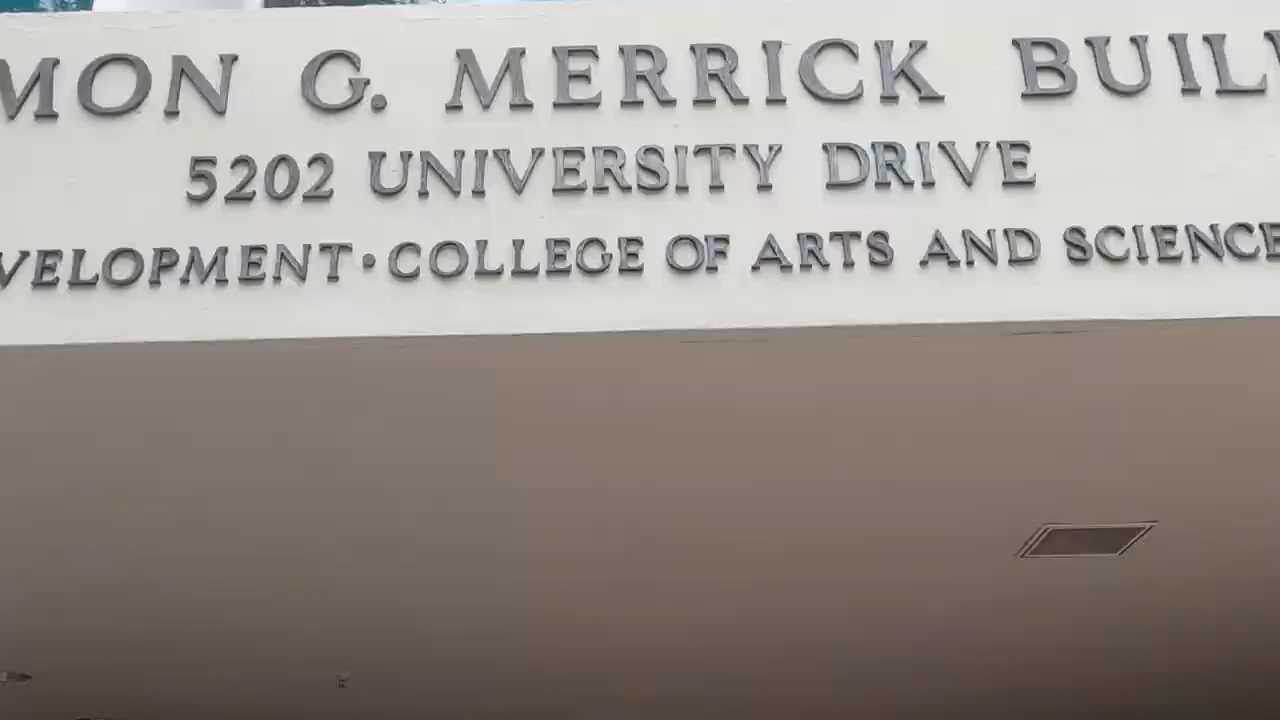 MON G. MERRICK BUIL
5202 UNIVERSITY DRIVE
VELOPMENT·COLLEGE OF ARTS AND SCIENCE